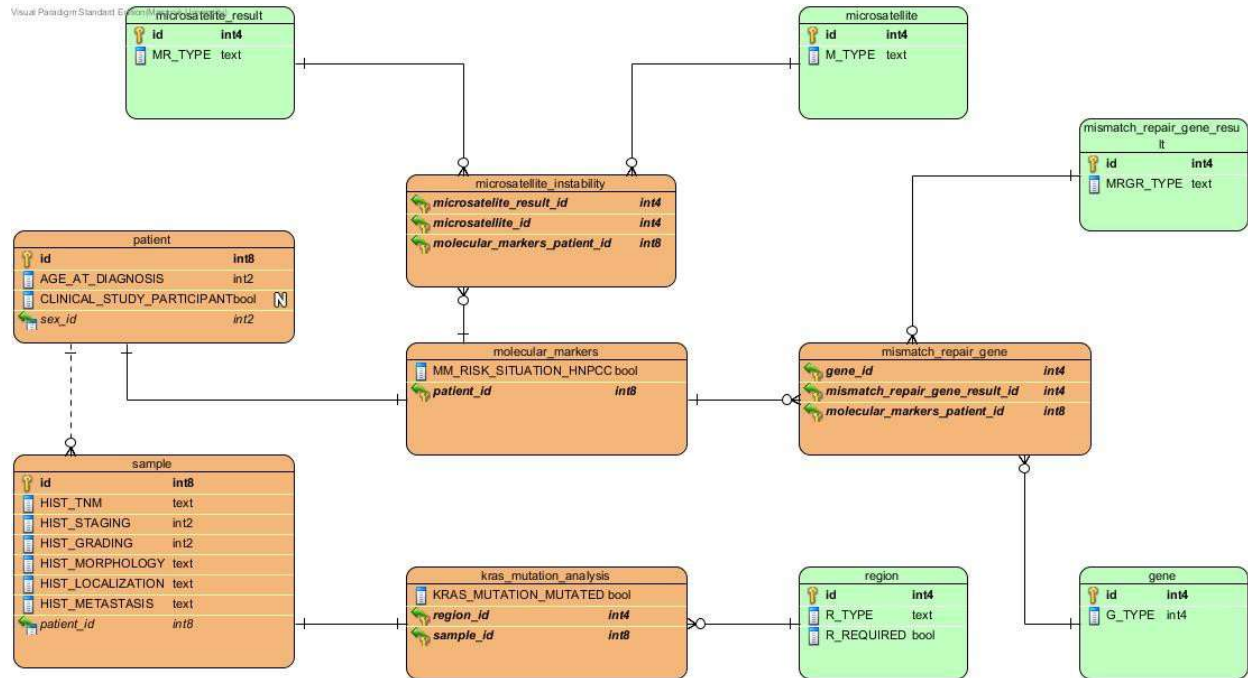 Visual Paradigm Standard
microsatellite_result
id int4
MR_TYPE text
microsatellite
id int4
M_TYPE text
mismatch_repair_gene_resu
lt
id int4
MRGR_TYPE text
microsatellite_instability
microsatelite_result_id int4
microsatellite_id int4
molecular_markers_patient_id int8
patient
id int8
AGE_AT_DIAGNOSIS int2
CLINICAL_STUDY_PARTICIPANT bool N
sex_id int2
molecular_markers
MM_RISK_SITUATION_HNPCC bool
patient_id int8
mismatch_repair_gene
gene_id int4
mismatch_repair_gene_result_id int4
molecular_markers_patient_id int8
sample
id int8
HIST_TNM text
HIST_STAGING int2
HIST_GRADING int2
HIST_MORPHOLOGY text
HIST_LOCALIZATION text
HIST_METASTASIS text
patient_id int8
kras_mutation_analysis
KRAS_MUTATION_MUTATED bool
region_id int4
sample_id int8
region
id int4
R_TYPE text
R_REQUIRED bool
gene
id int4
G_TYPE int4